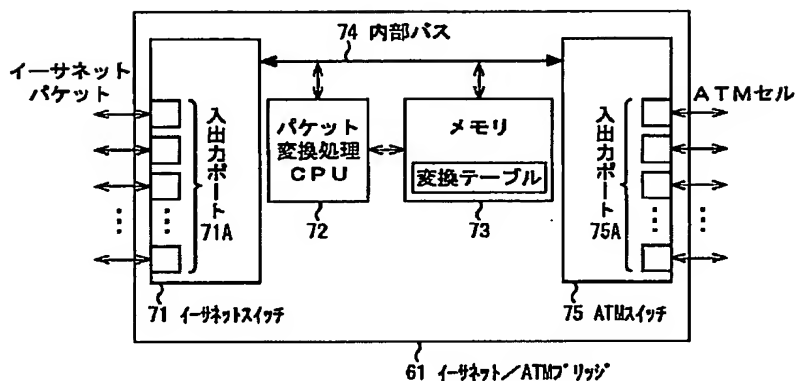 74 内部バス
イーサネット
パケット
入出力ポート
71A
パケット
変換処理
CPU
72
メモリ
変換テーブル
73
入出力ポート
75A
ATMセル
71 イーサネットスイッチ
75 ATMスイッチ
61 イーサネット/ATMブリッジ